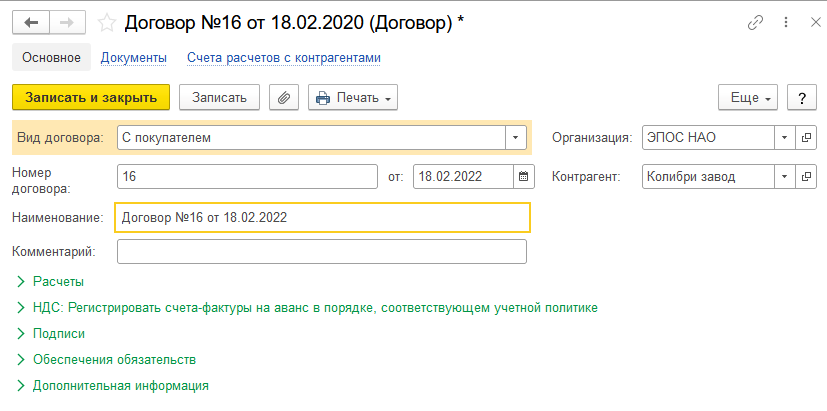 Договор №16 от 18.02.2020 (Договор) *
Основное Документы Счета расчетов с контрагентами
Записать и закрыть Записать Печать Еще ?
Вид договора: С покупателем Организация: ЭПОС НАО
Номер договора: 16 от: 18.02.2022 Контрагент: Колибри завод
Наименование: Договор №16 от 18.02.2022
Комментарий:
Расчеты
НДС: Регистрировать счета-фактуры на аванс в порядке, соответствующем учетной политике
Подписи
Обеспечения обязательств
Дополнительная информация